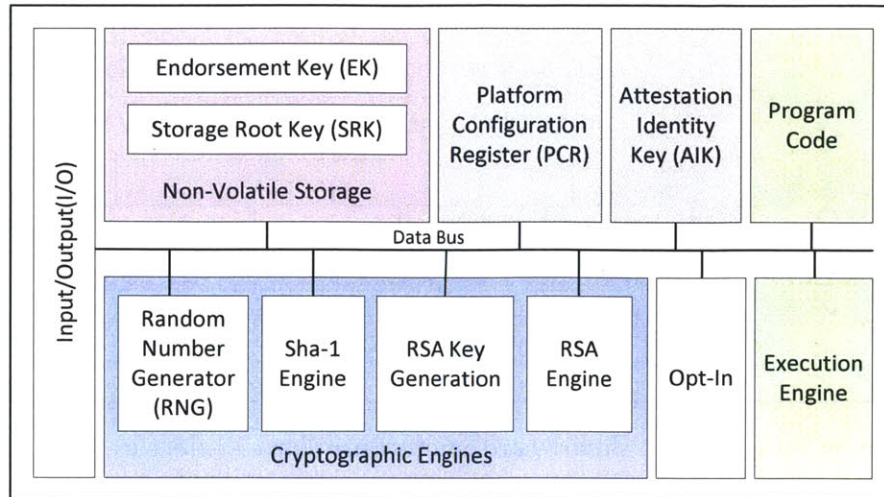 Input/Output(I/O)
Endorsement Key (EK)
Storage Root Key (SRK)
Non-Volatile Storage
Platform
Configuration
Register (PCR)
Attestation
Identity
Key (AIK)
Program
Code
Data Bus
Random
Number
Generator
(RNG)
Sha-1
Engine
RSA Key
Generation
RSA
Engine
Cryptographic Engines
Opt-In
Execution
Engine